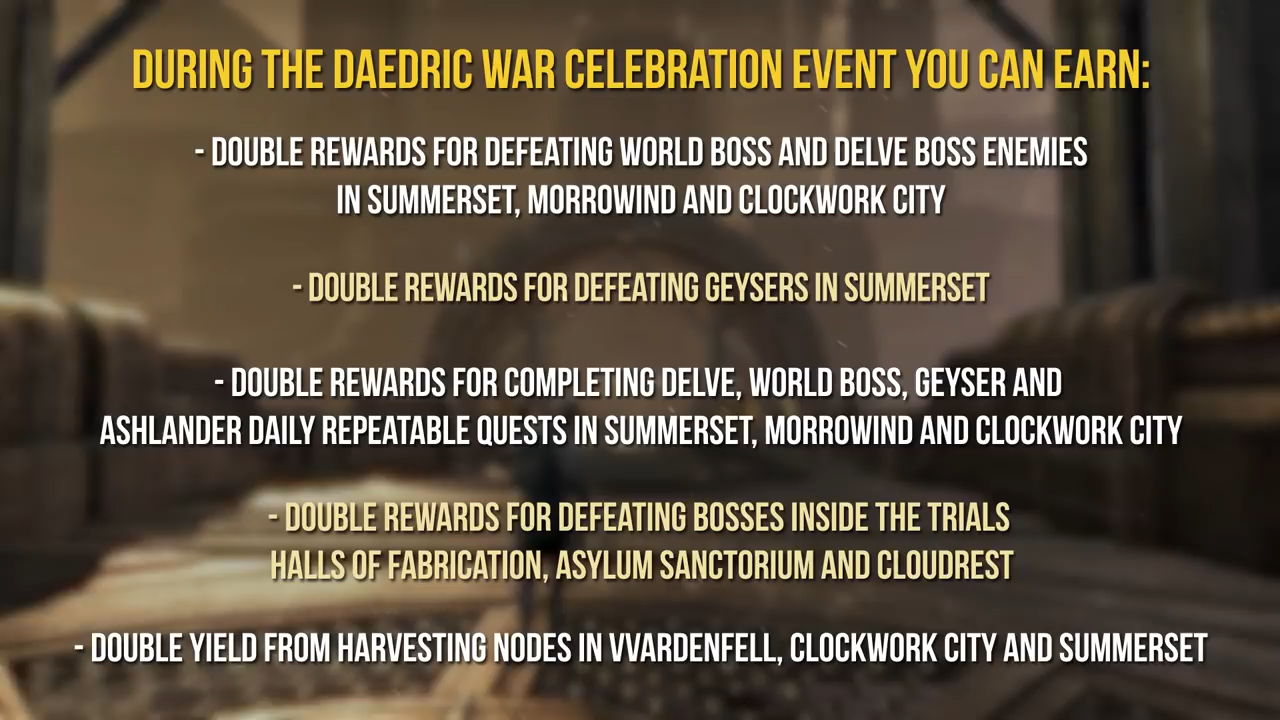 DURING THE DAEDRIC WAR CELEBRATION EVENT YOU CAN EARN:
- DOUBLE REWARDS FOR DEFEATING WORLD BOSS AND DELVE BOSS ENEMIES
IN SUMMERSET, MORROWIND AND CLOCKWORK CITY
- DOUBLE REWARDS FOR DEFEATING GEYSERS IN SUMMERSET
- DOUBLE REWARDS FOR COMPLETING DELVE, WORLD BOSS, GEYSER AND
ASHLANDER DAILY REPEATABLE QUESTS IN SUMMERSET, MORROWIND AND CLOCKWORK CITY
- DOUBLE REWARDS FOR DEFEATING BOSSES INSIDE THE TRIALS
HALLS OF FABRICATION, ASYLUM SANCTORIUM AND CLOUDREST
- DOUBLE YIELD FROM HARVESTING NODES IN VVARDENFELL, CLOCKWORK CITY AND SUMMERSET